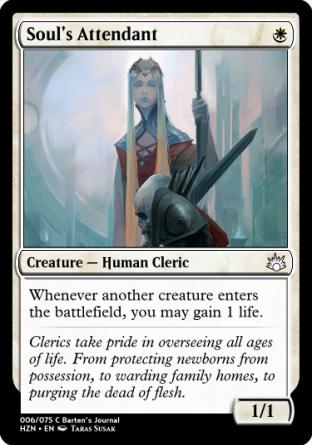 Soul's Attendant
Creature — Human Cleric
Whenever another creature enters
the battlefield, you may gain 1 life.
Clerics take pride in overseeing all ages
of life. From protecting newborns from
possession, to warding family homes, to
purging the dead of flesh.
1/1
006/075 C Barten's Journal
HZN • EN Taras Susak